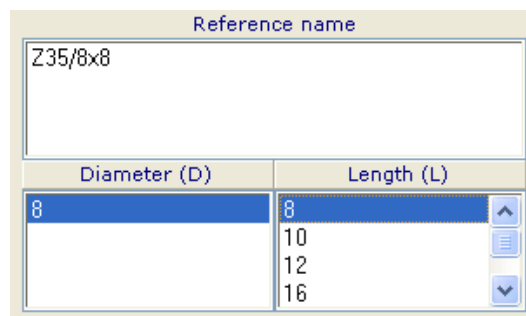 Reference name
Z35/8x8
Diameter (D)
Length (L)
8
8
10
12
16